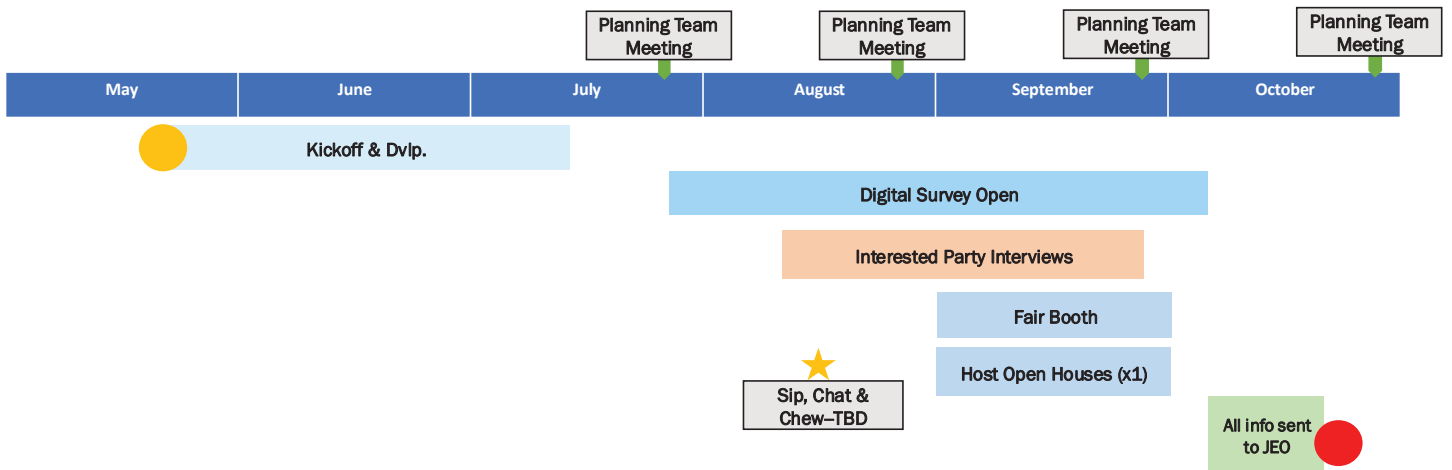 Planning Team
Meeting
Planning Team
Meeting
Planning Team
Meeting
Planning Team
Meeting
May
June
July
August
September
October
Kickoff & Dvlp.
Digital Survey Open
Interested Party Interviews
Fair Booth
Host Open Houses (x1)
Sip, Chat &
Chew–TBD
All info sent
to JEO